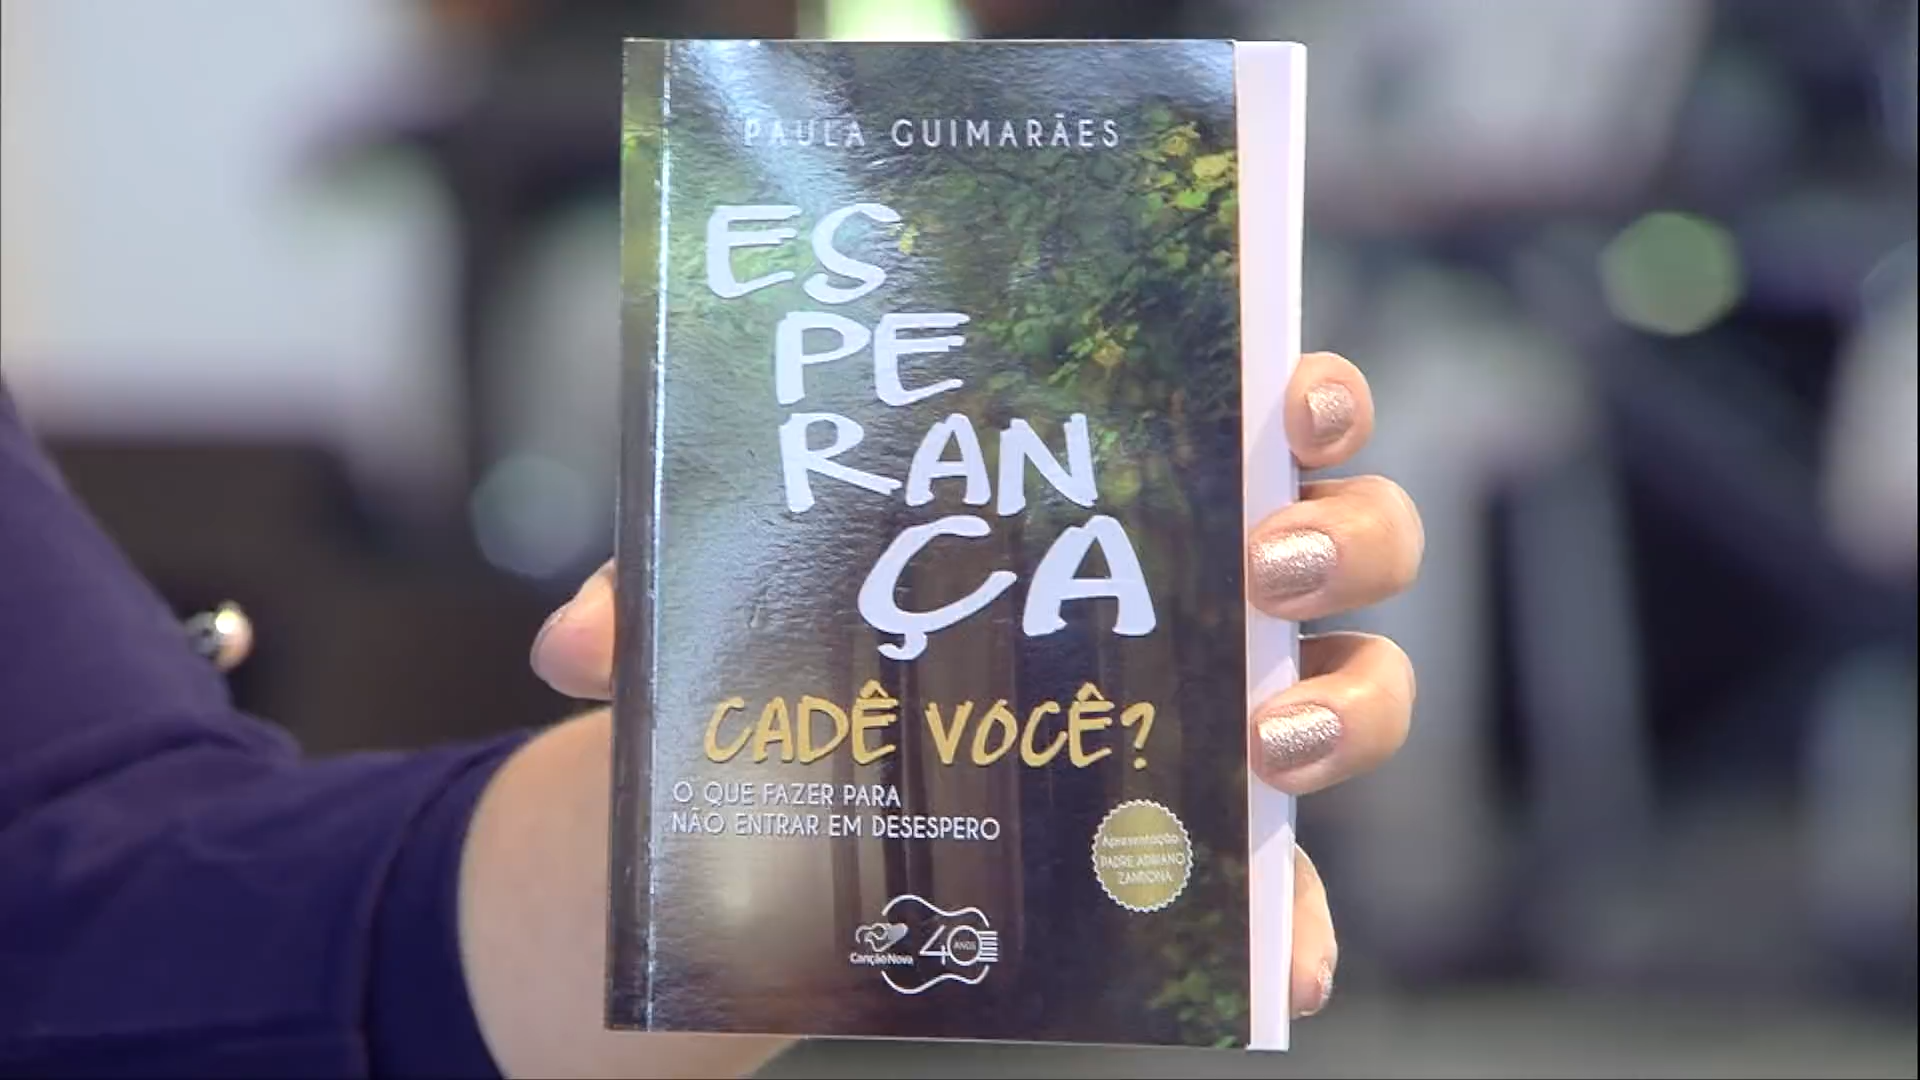 PAULA GUIMARÃES
ES
PE
RAN
ÇA
CADÊ VOCÊ?
O QUE FAZER PARA
NÃO ENTRAR EM DESESPERO
Apresentação
PADRE ADRIANO
ZANDONA
CançãoNova
40 ANOS